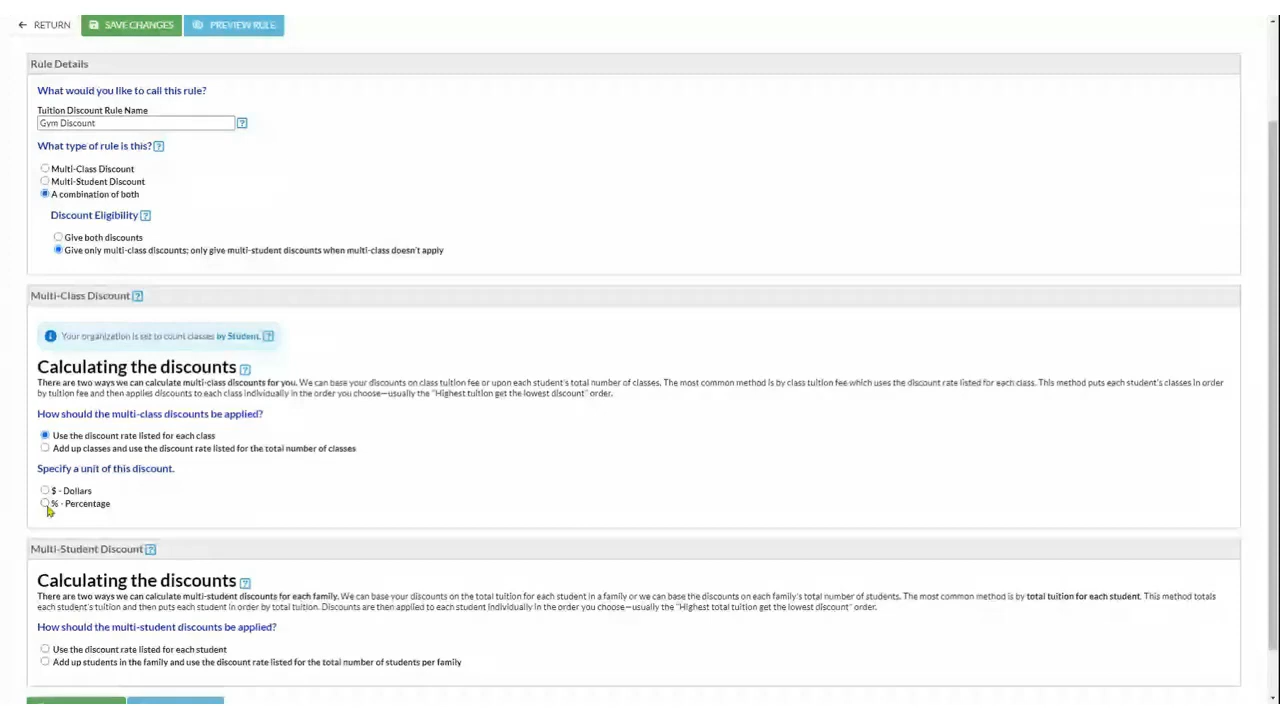 ← RETURN SAVE CHANGES PREVIEW RULE
Rule Details
What would you like to call this rule?
Tuition Discount Rule Name
Gym Discount ?
What type of rule is this? ?
Multi-Class Discount
Multi-Student Discount
A combination of both
Discount Eligibility ?
Give both discounts
Give only multi-class discounts; only give multi-student discounts when multi-class doesn't apply
Multi-Class Discount ?
Your organization is set to count classes by Student. ?
Calculating the discounts ?
There are two ways we can calculate multi-class discounts for you. We can base your discounts on class tuition fee or upon each student's total number of classes. The most common method is by class tuition fee which uses the discount rate listed for each class. This method puts each student's classes in order
by tuition fee and then applies discounts to each class individually in the order you choose—usually the "Highest tuition get the lowest discount" order.
How should the multi-class discounts be applied?
Use the discount rate listed for each class
Add up classes and use the discount rate listed for the total number of classes
Specify a unit of this discount.
$ - Dollars
% - Percentage
Multi-Student Discount ?
Calculating the discounts ?
There are two ways we can calculate multi-student discounts for each family. We can base your discounts on the total tuition for each student in a family or we can base the discounts on each family's total number of students. The most common method is by total tuition for each student. This method totals
each student's tuition and then puts each student in order by total tuition. Discounts are then applied to each student individually in the order you choose—usually the "Highest total tuition get the lowest discount" order.
How should the multi-student discounts be applied?
Use the discount rate listed for each student
Add up students in the family and use the discount rate listed for the total number of students per family